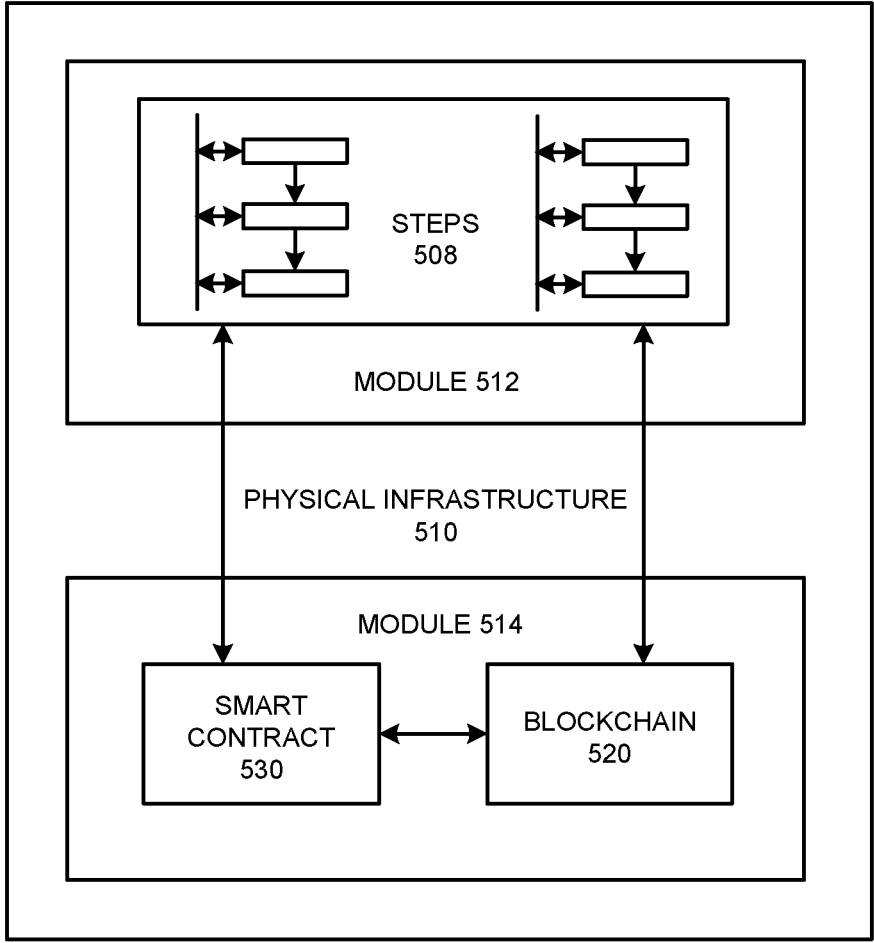 STEPS
508
MODULE 512
PHYSICAL INFRASTRUCTURE
510
MODULE 514
SMART
CONTRACT
530
BLOCKCHAIN
520